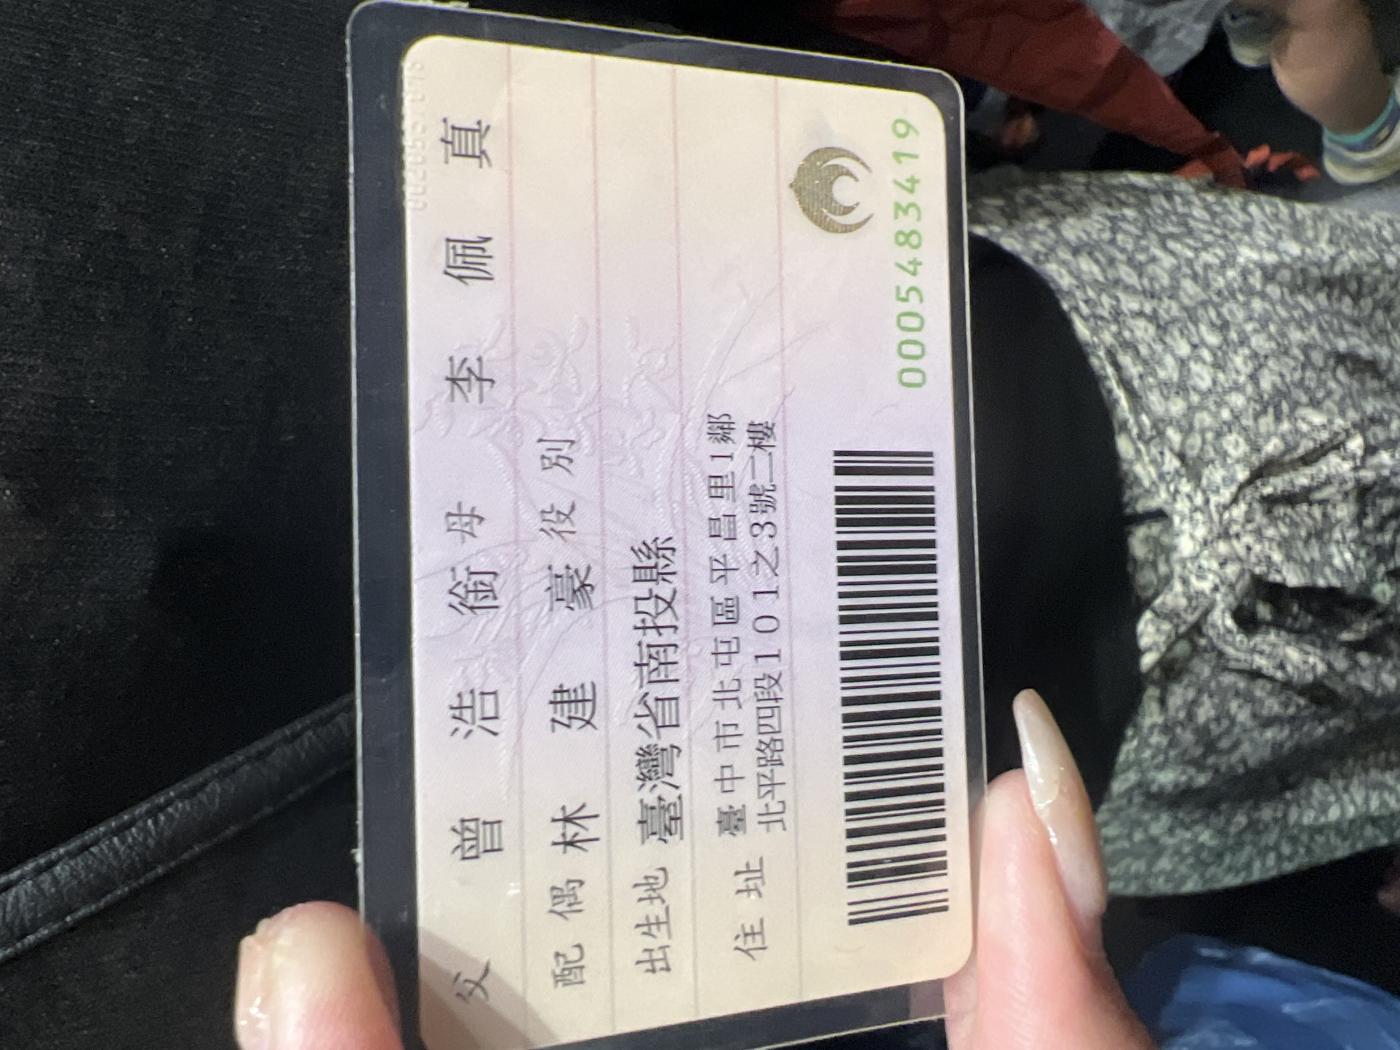 父 曾浩銜 母 李佩真
配偶 林建豪 役別
出生地 臺灣省南投縣
住址 臺中市北屯區平昌里1鄰
北平路四段101之3號二樓
0005483419